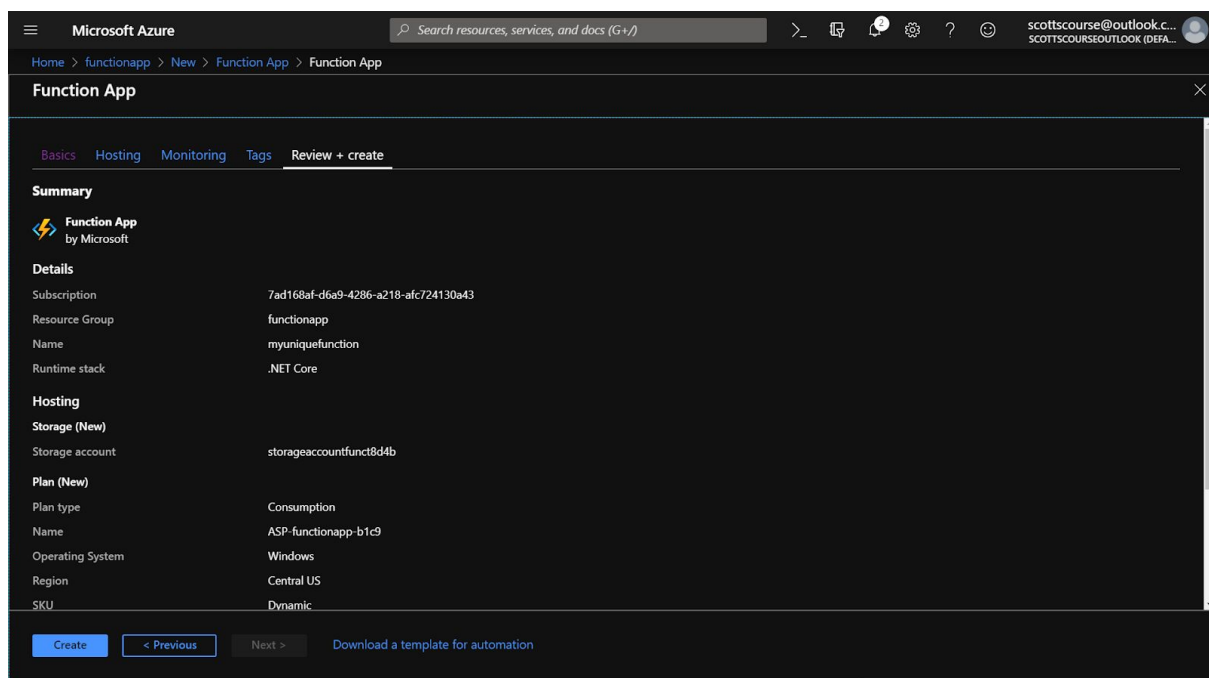 Microsoft Azure
Search resources, services, and docs (G+/)
2
scottscourse@outlook.c...
SCOTTSCOURSEOUTLOOK (DEFA...
Home > functionapp > New > Function App > Function App
Function App
Basics Hosting Monitoring Tags Review + create
Summary
Function App
by Microsoft
Details
Subscription 7ad168af-d6a9-4286-a218-afc724130a43
Resource Group functionapp
Name myuniquefunction
Runtime stack .NET Core
Hosting
Storage (New)
Storage account storageaccountfunct8d4b
Plan (New)
Plan type Consumption
Name ASP-functionapp-b1c9
Operating System Windows
Region Central US
SKU Dynamic
Create < Previous Next > Download a template for automation